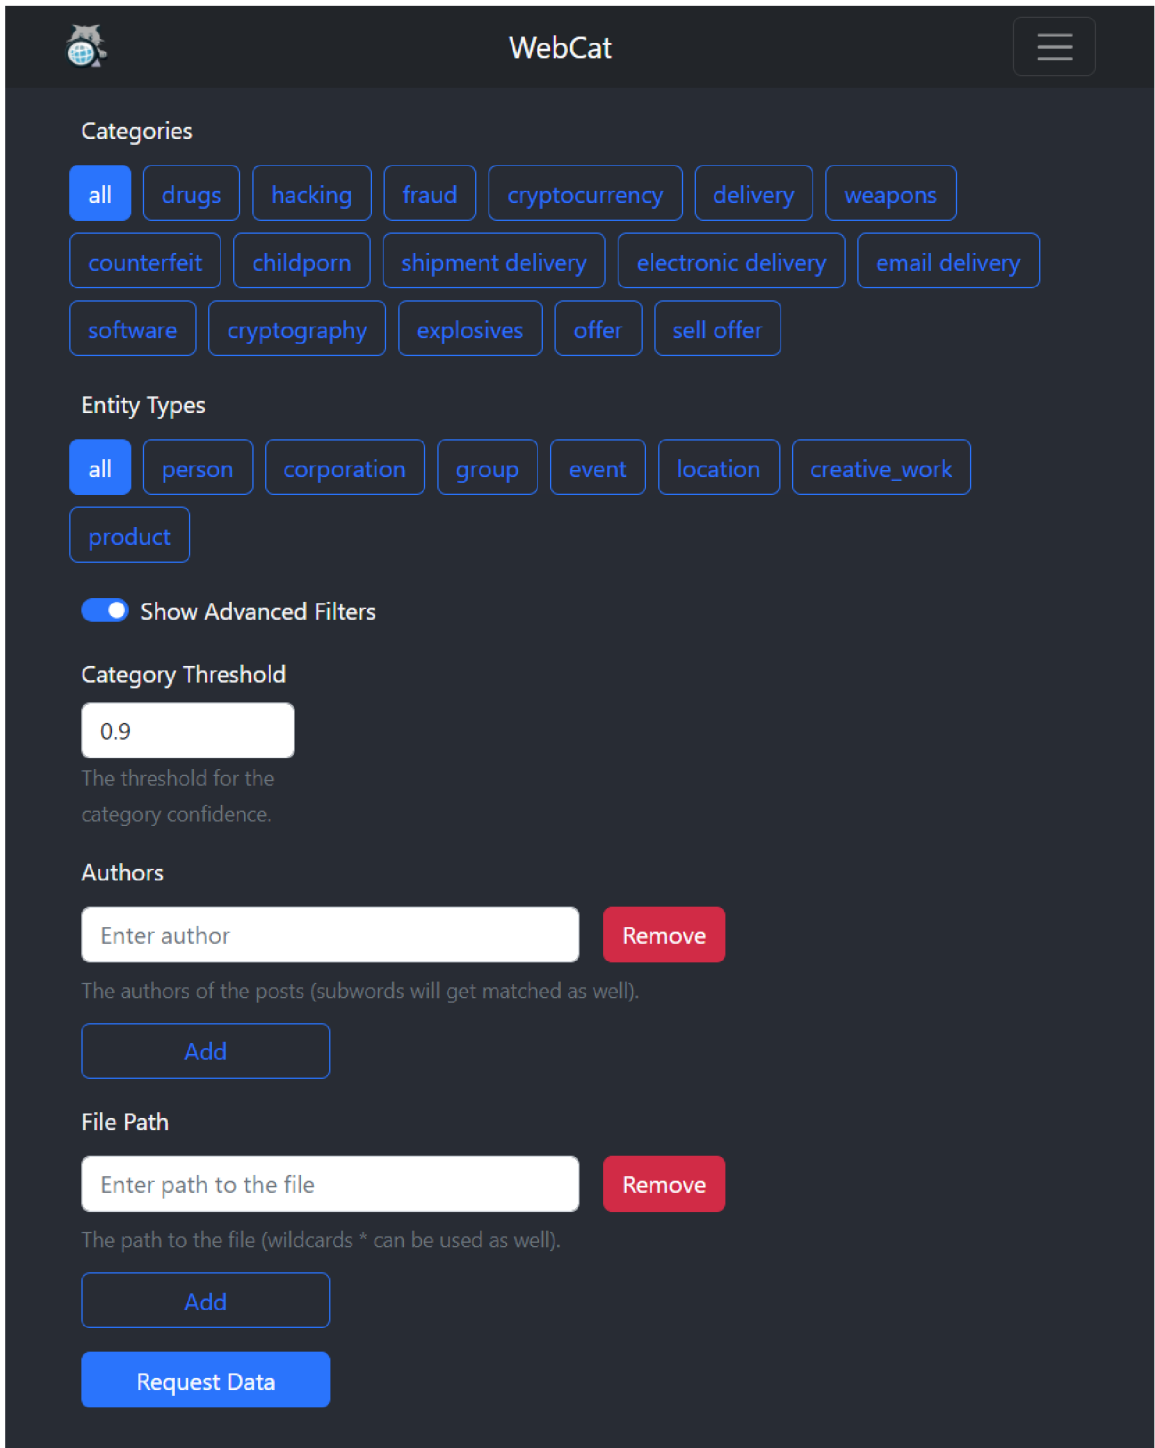 WebCat
Categories
all drugs hacking fraud cryptocurrency delivery weapons
counterfeit childporn shipment delivery electronic delivery email delivery
software cryptography explosives offer sell offer
Entity Types
all person corporation group event location creative_work
product
Show Advanced Filters
Category Threshold
0.9
The threshold for the
category confidence.
Authors
Enter author Remove
The authors of the posts (subwords will get matched as well).
Add
File Path
Enter path to the file Remove
The path to the file (wildcards * can be used as well).
Add
Request Data